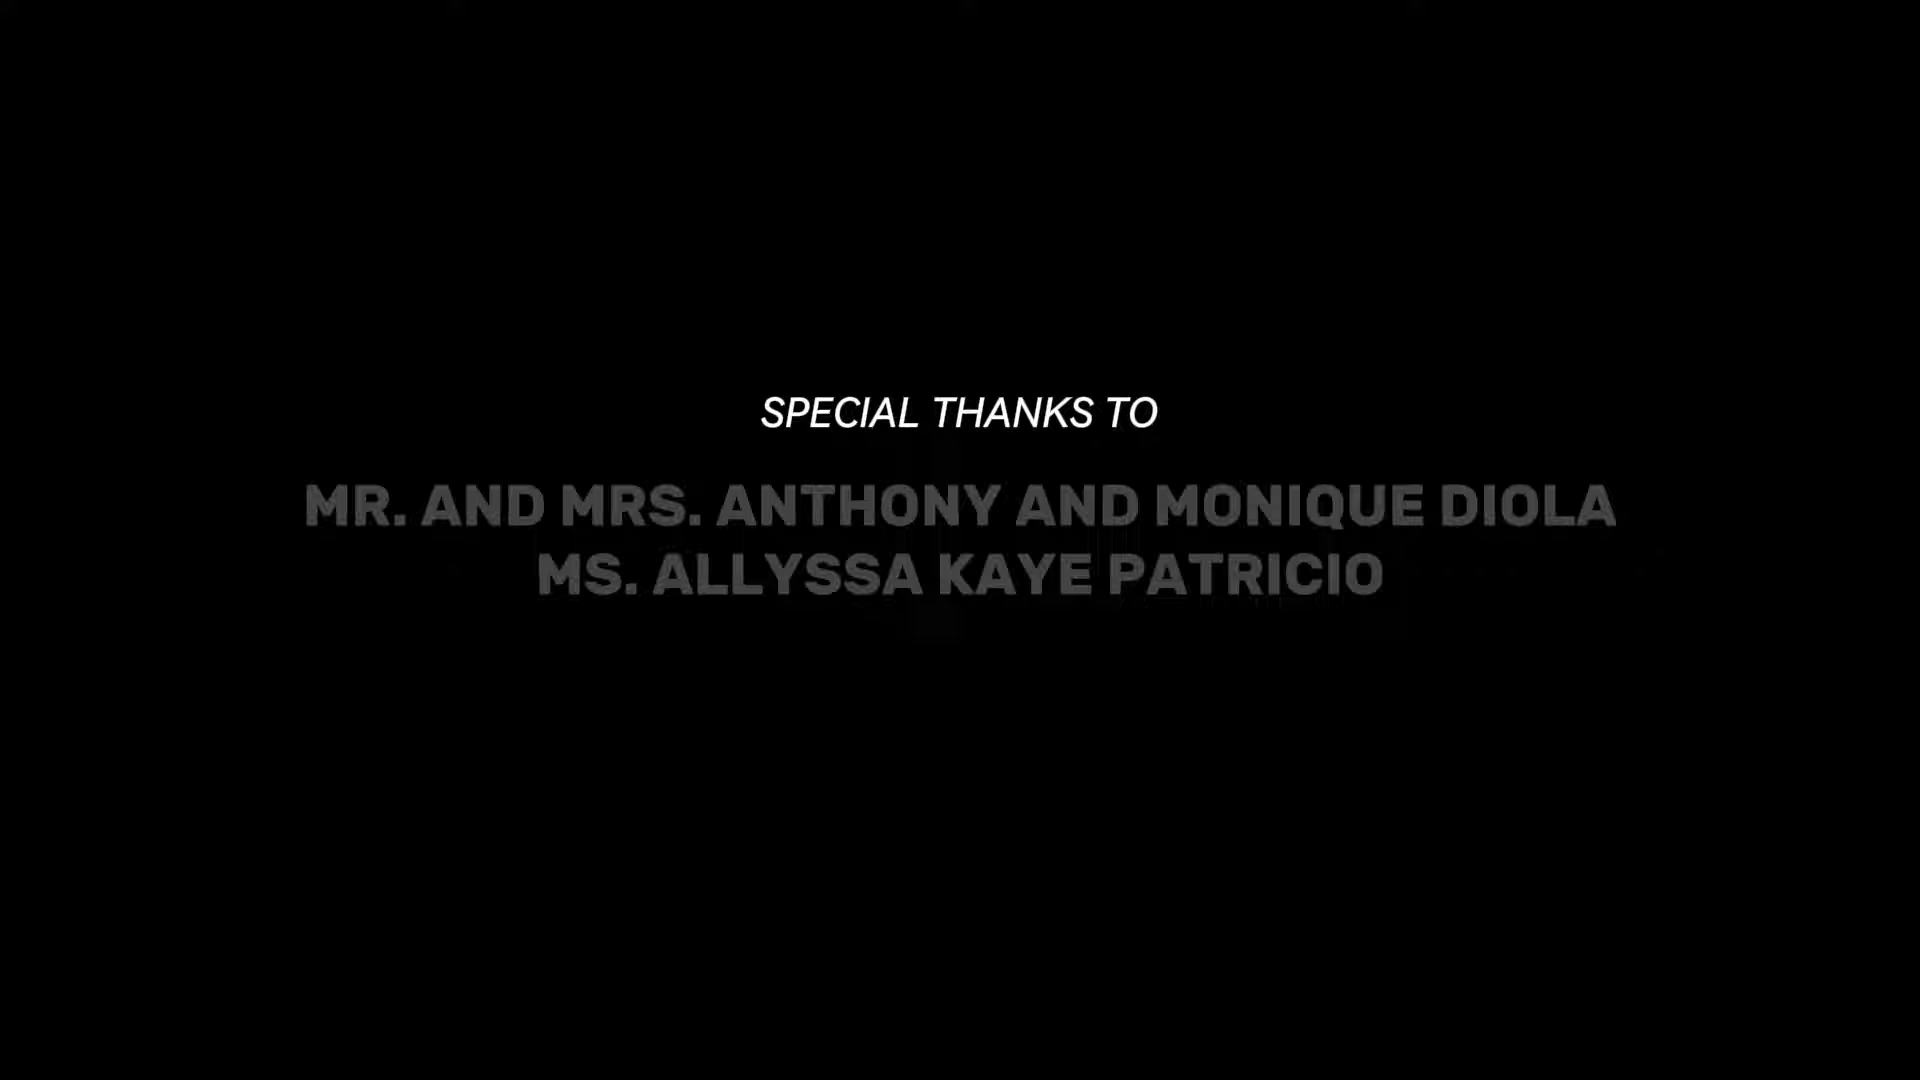 SPECIAL THANKS TO
MR. AND MRS. ANTHONY AND MONIQUE DIOLA
MS. ALLYSSA KAYE PATRICIO